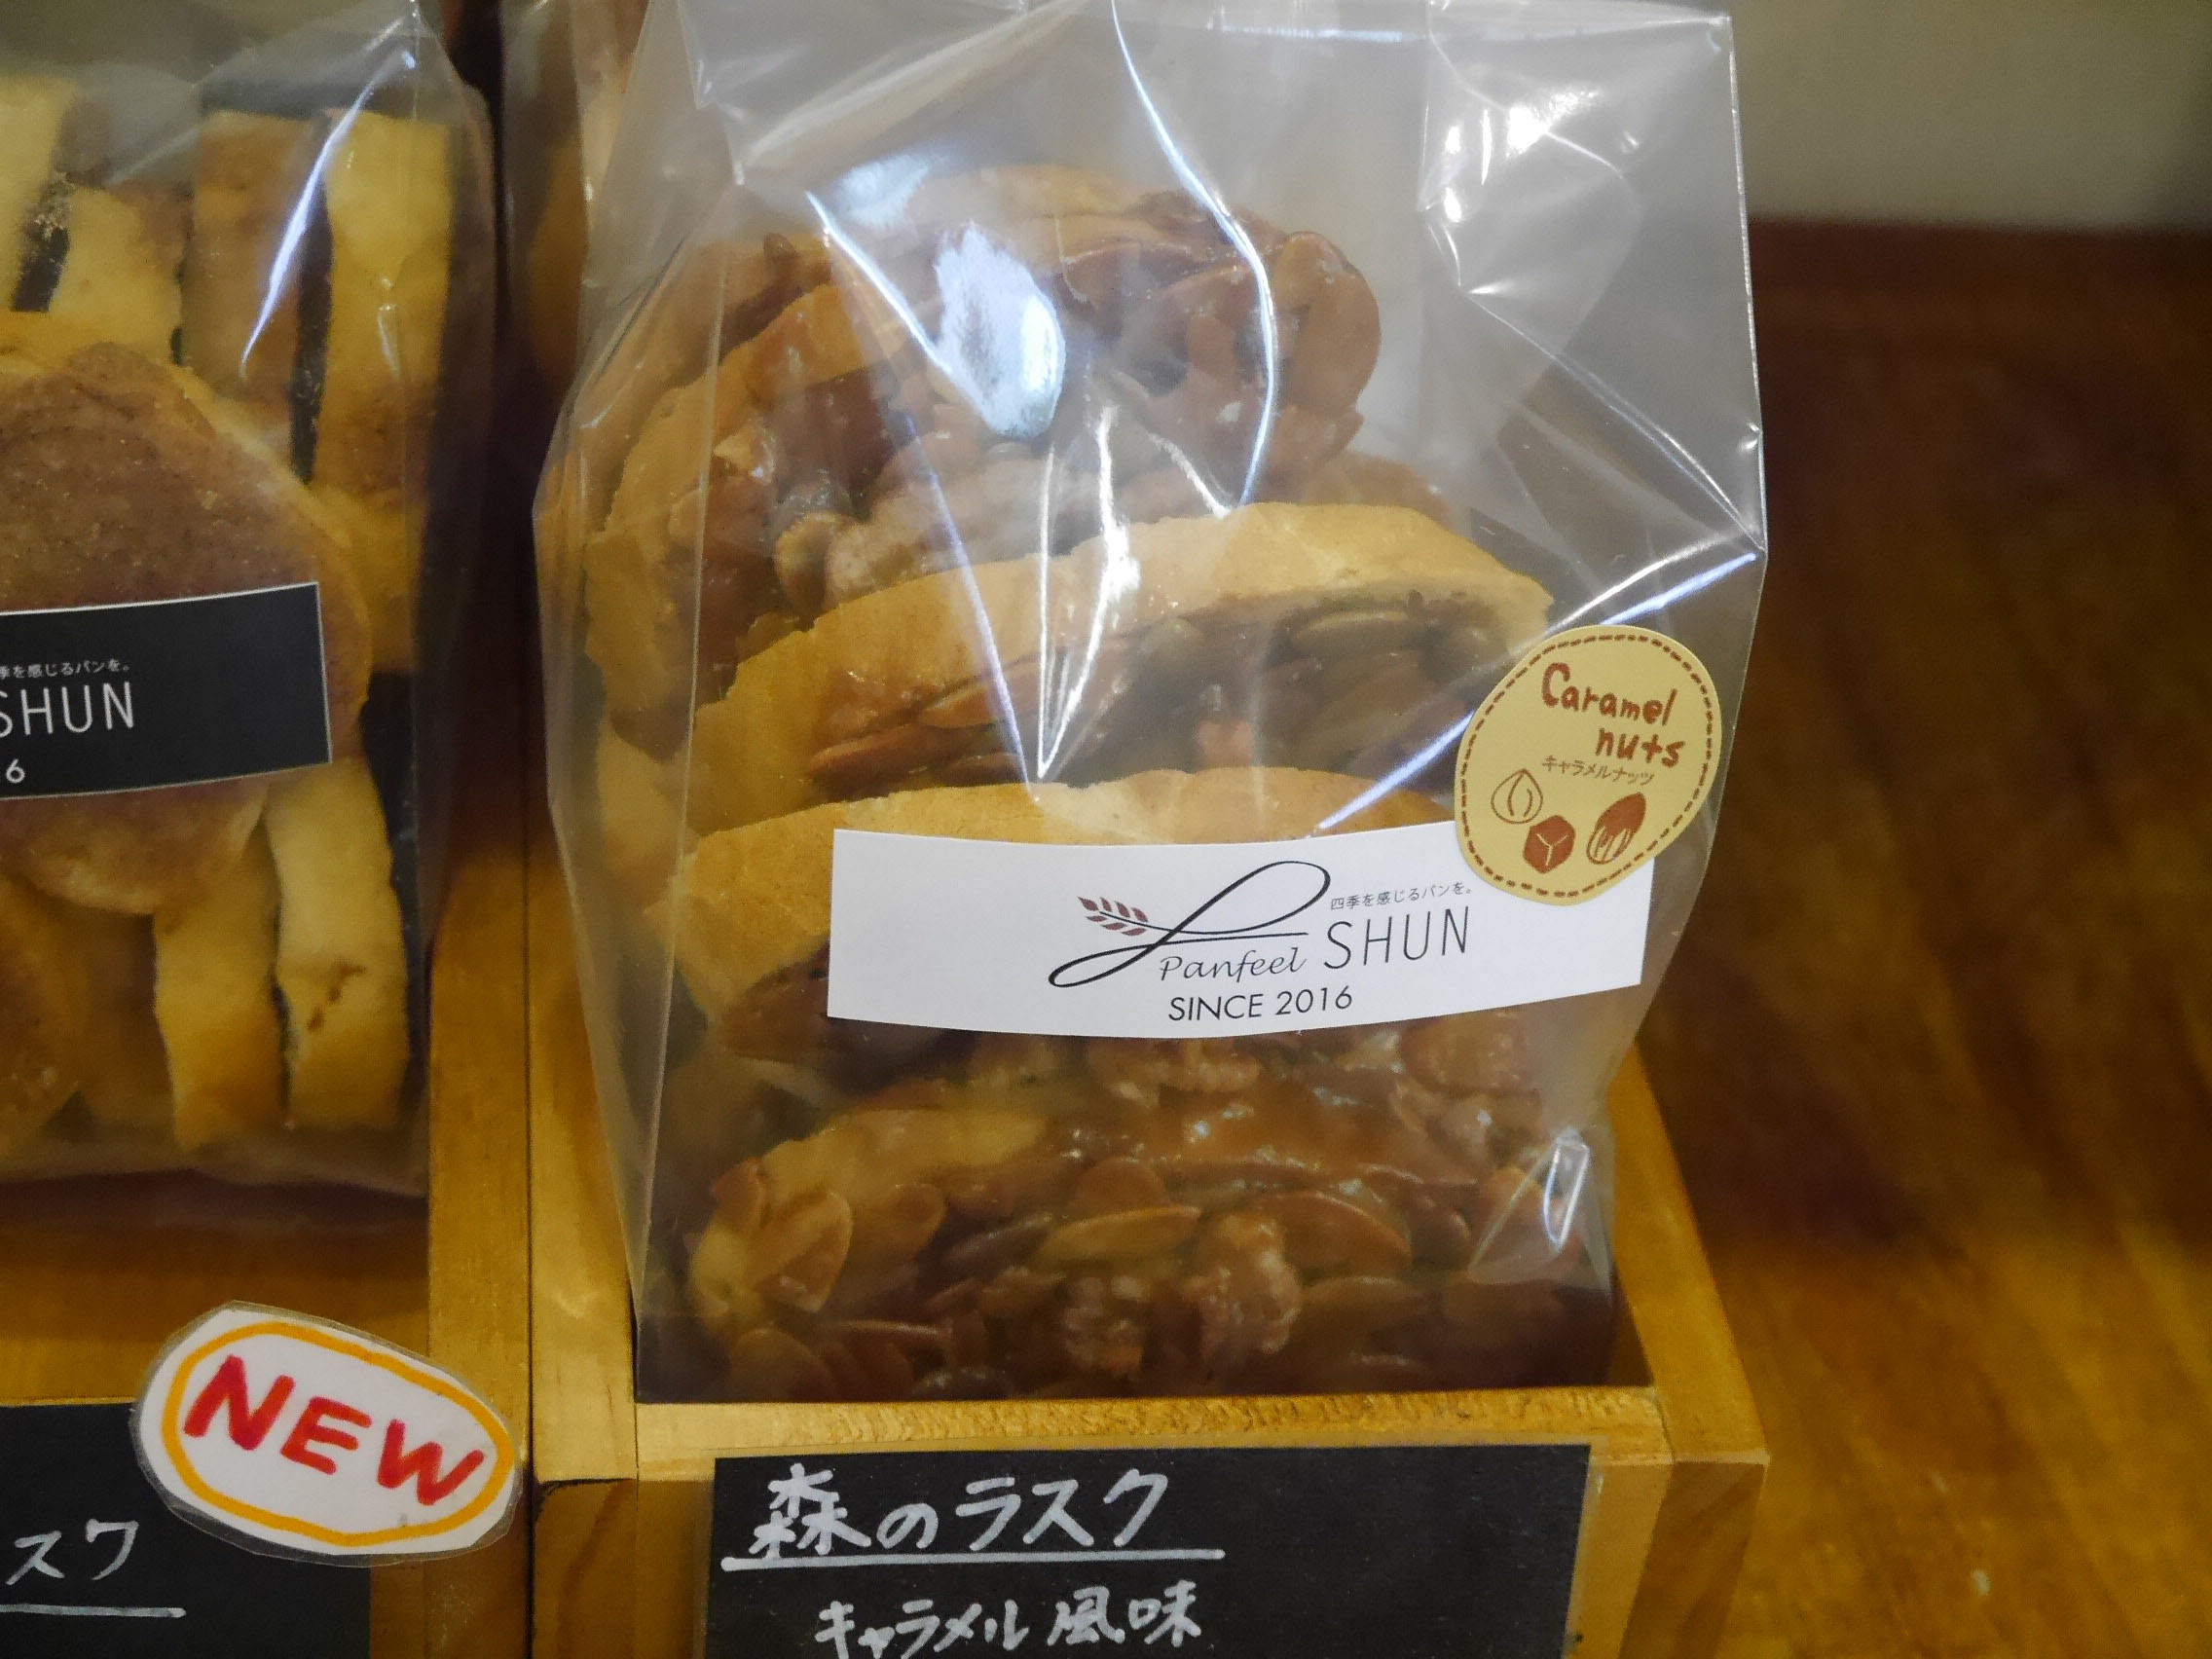 Caramel
nuts
キャラメルナッツ
四季を感じるパンを。
Panfeel SHUN
SINCE 2016
季を感じるパンを。
SHUN
6
NEW
スク
森のラスク
キャラメル風味